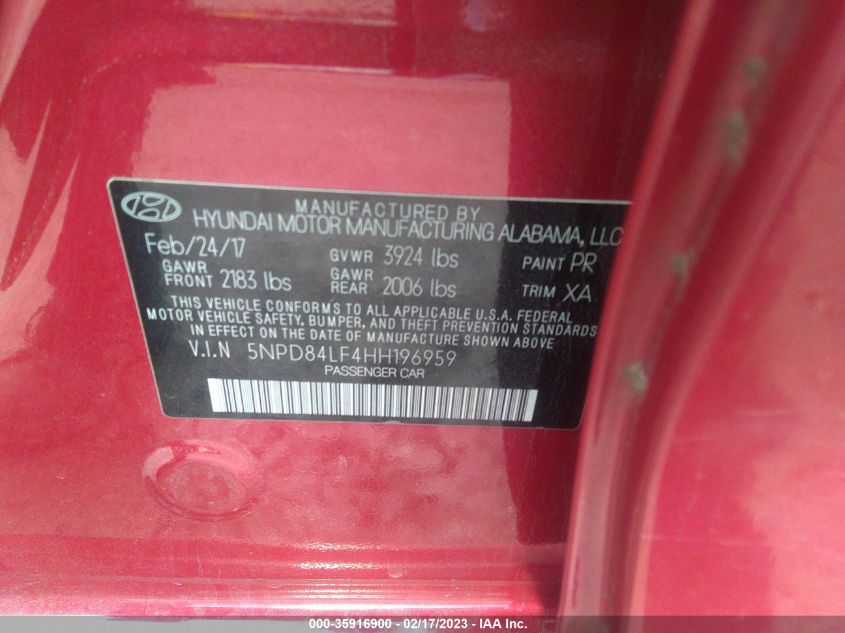 MANUFACTURED BY
HYUNDAI MOTOR MANUFACTURING ALABAMA, LLC
Feb/24/17 GVWR 3924 lbs PAINT PR
GAWR FRONT 2183 lbs GAWR REAR 2006 lbs TRIM XA
THIS VEHICLE CONFORMS TO ALL APPLICABLE U.S.A. FEDERAL
MOTOR VEHICLE SAFETY, BUMPER, AND THEFT PREVENTION STANDARDS
IN EFFECT ON THE DATE OF MANUFACTURE SHOWN ABOVE.
V.I.N 5NPD84LF4HH196959
PASSENGER CAR
000-35916900 - 02/17/2023 - IAA Inc.